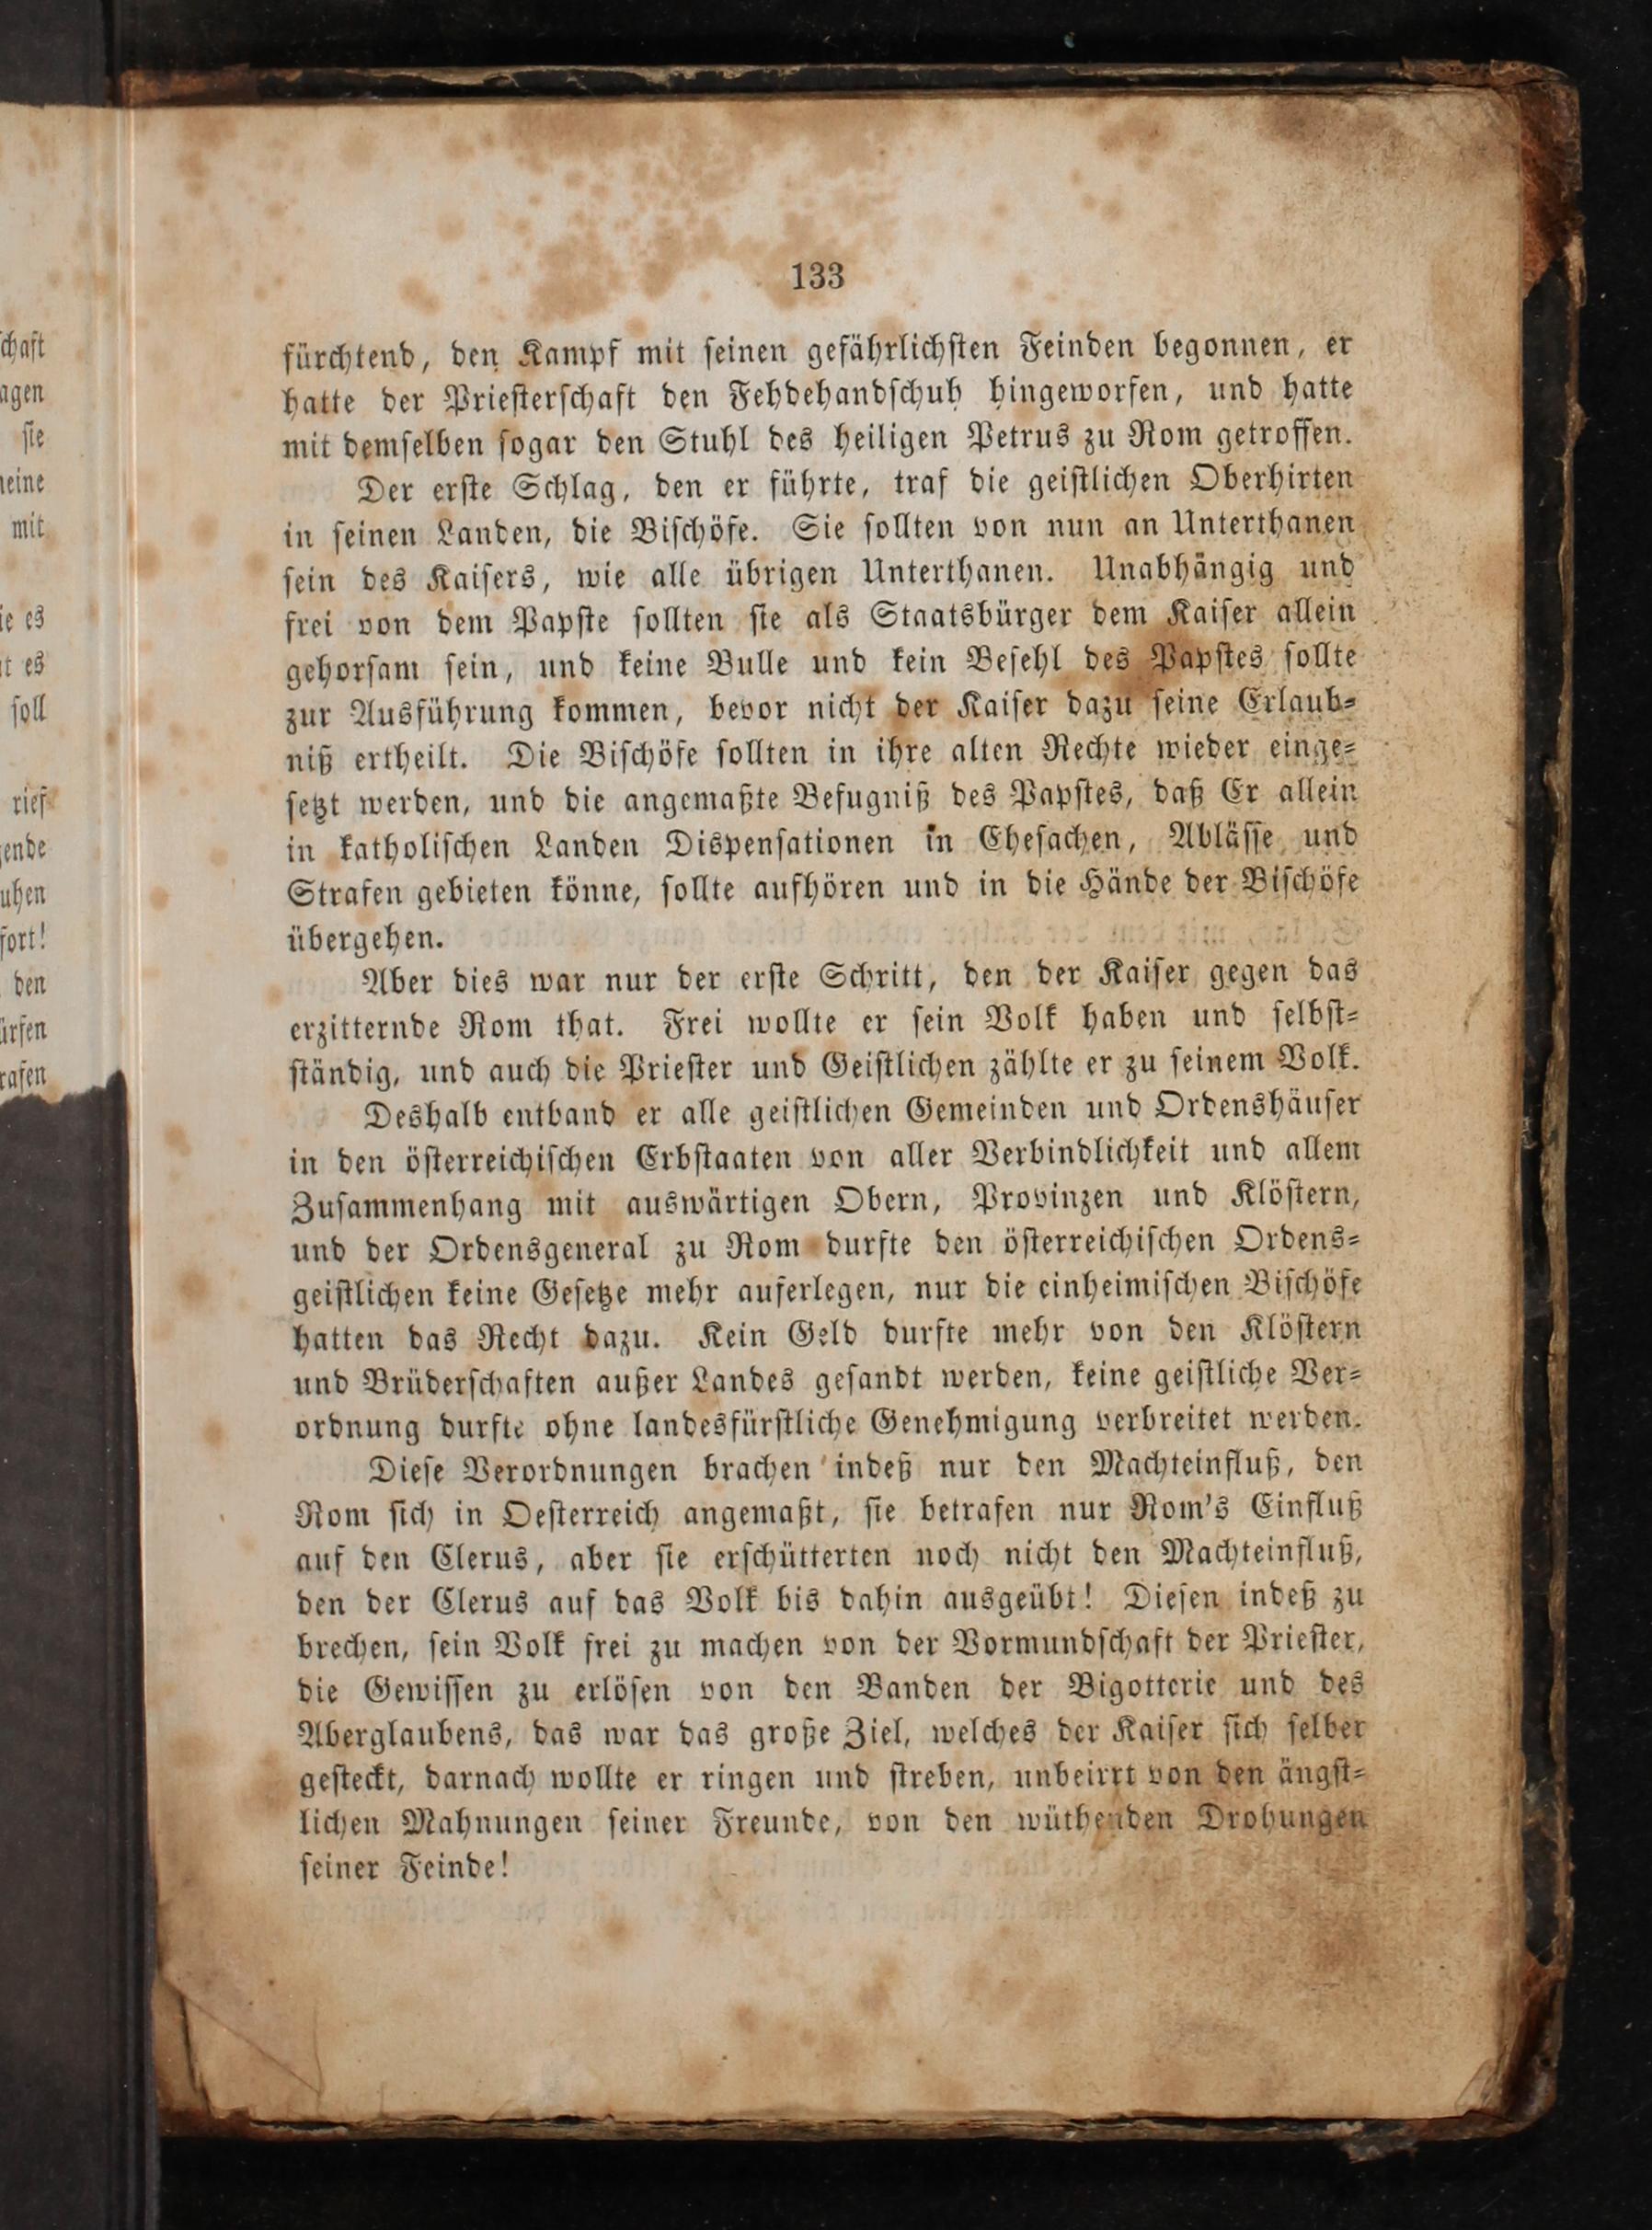 schaft
agen
sie
meine
mit
ie es
t es
soll
rief
gende
uhen
fort!
den
ürfen
rafen
133
fürchtend, den Kampf mit seinen gefährlichsten Feinden begonnen, er
hatte der Priesterschaft den Fehdehandschuh hingeworfen, und hatte
mit demselben sogar den Stuhl des heiligen Petrus zu Rom getroffen.
Der erste Schlag, den er führte, traf die geistlichen Oberhirten
in seinen Landen, die Bischöfe. Sie sollten von nun an Unterthanen
sein des Kaisers, wie alle übrigen Unterthanen. Unabhängig und
frei von dem Papste sollten sie als Staatsbürger dem Kaiser allein
gehorsam sein, und keine Bulle und kein Befehl des Papstes sollte
zur Ausführung kommen, bevor nicht der Kaiser dazu seine Erlaub-
niß ertheilt. Die Bischöfe sollten in ihre alten Rechte wieder einge-
setzt werden, und die angemaßte Befugniß des Papstes, daß Er allein
in katholischen Landen Dispensationen in Ehesachen, Ablässe und
Strafen gebieten könne, sollte aufhören und in die Hände der Bischöfe
übergehen.
Aber dies war nur der erste Schritt, den der Kaiser gegen das
erzitternde Rom that. Frei wollte er sein Volk haben und selbst-
ständig, und auch die Priester und Geistlichen zählte er zu seinem Volk.
Deshalb entband er alle geistlichen Gemeinden und Ordenshäuser
in den österreichischen Erbstaaten von aller Verbindlichkeit und allem
Zusammenhang mit auswärtigen Obern, Provinzen und Klöstern,
und der Ordensgeneral zu Rom durfte den österreichischen Ordens-
geistlichen keine Gesetze mehr auferlegen, nur die einheimischen Bischöfe
hatten das Recht dazu. Kein Geld durfte mehr von den Klöstern
und Brüderschaften außer Landes gesandt werden, keine geistliche Ver-
ordnung durfte ohne landesfürstliche Genehmigung verbreitet werden.
Diese Verordnungen brachen indeß nur den Machteinfluß, den
Rom sich in Oesterreich angemaßt, sie betrafen nur Rom's Einfluß
auf den Clerus, aber sie erschütterten noch nicht den Machteinfluß,
den der Clerus auf das Volk bis dahin ausgeübt! Diesen indeß zu
brechen, sein Volk frei zu machen von der Vormundschaft der Priester,
die Gewissen zu erlösen von den Banden der Bigotterie und des
Aberglaubens, das war das große Ziel, welches der Kaiser sich selber
gesteckt, darnach wollte er ringen und streben, unbeirrt von den ängst-
lichen Mahnungen seiner Freunde, von den wüthenden Drohungen
seiner Feinde!